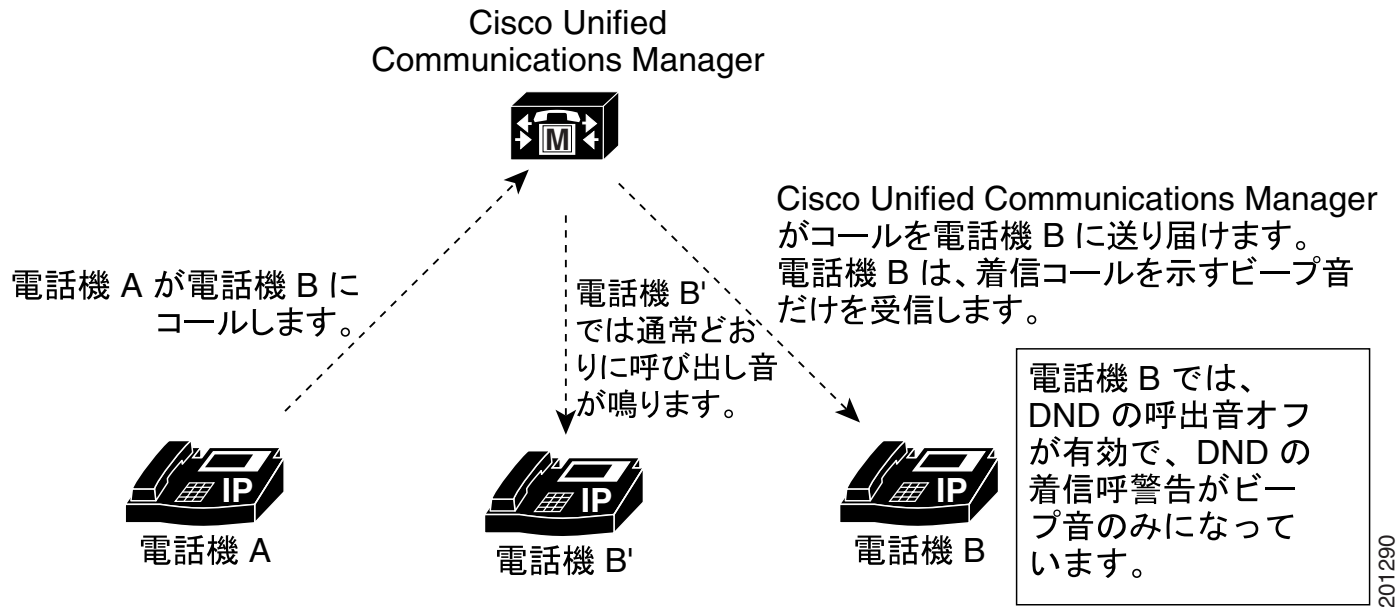 Cisco Unified
Communications Manager
M
Cisco Unified Communications Manager
がコールを電話機 B に送り届けます。
電話機 B は、着信コールを示すビープ音
だけを受信します。
電話機 A が電話機 B に
コールします。
電話機 B'
では通常どお
りに呼び出し音
が鳴ります。
電話機 B では、
DND の呼出音オフ
が有効で、DND の
着信呼警告がビー
プ音のみになって
います。
IP
IP
IP
電話機 A
電話機 B'
電話機 B
201290